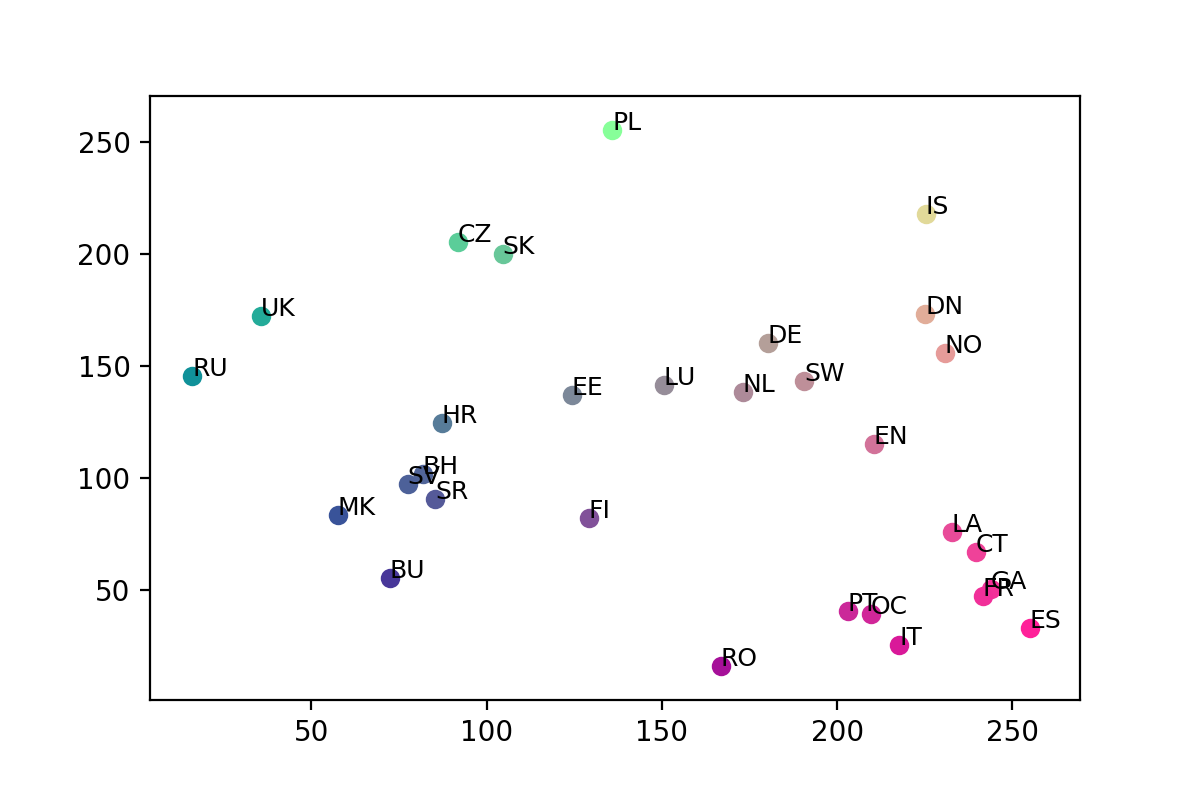 250
200
150
100
50
50
100
150
200
250
PL
IS
CZ
SK
UK
DN
DE
NO
RU
SW
LU
NL
EE
HR
EN
BH
SV
SR
MK
FI
LA
CT
BU
GA
FR
PT
OC
ES
IT
RO